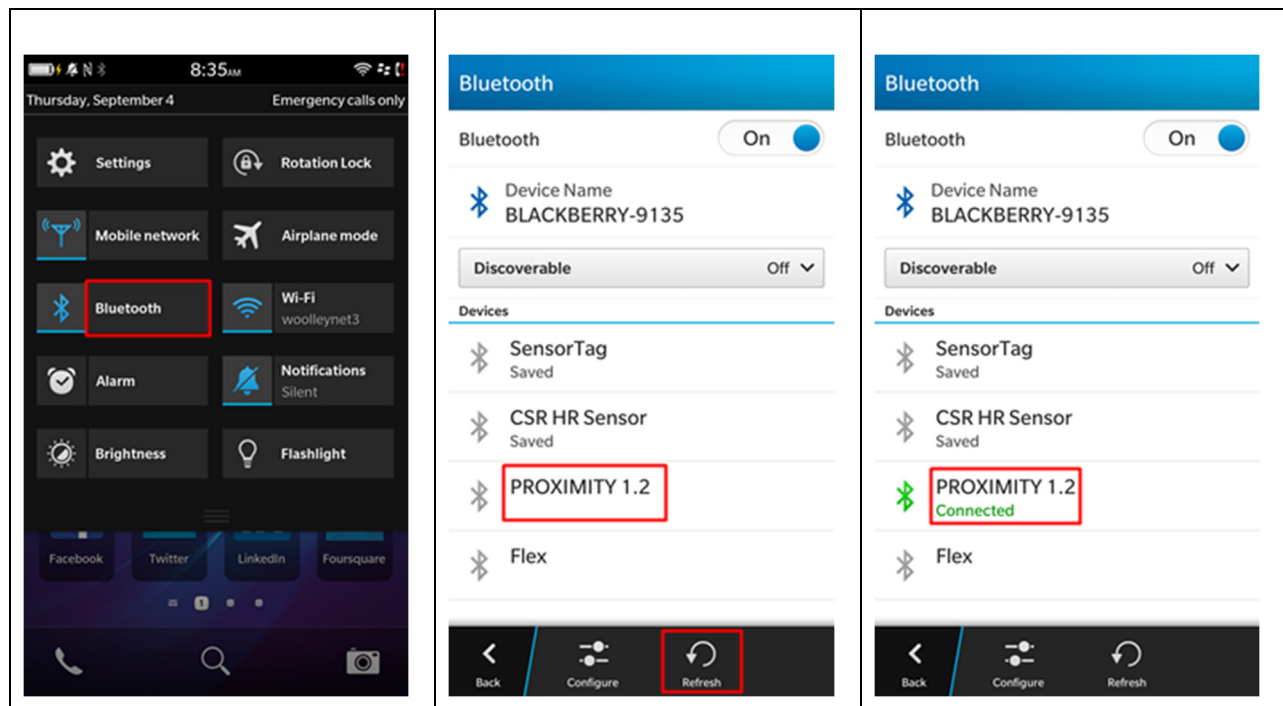 8:35AM
Thursday, September 4 Emergency calls only
Settings Rotation Lock
Mobile network Airplane mode
Bluetooth Wi-Fi
woolleynet3
Alarm Notifications
Silent
Brightness Flashlight
Facebook Twitter LinkedIn Foursquare
1
Bluetooth
Bluetooth On
Device Name
BLACKBERRY-9135
Discoverable Off
Devices
SensorTag
Saved
CSR HR Sensor
Saved
PROXIMITY 1.2
Flex
Back Configure Refresh
Bluetooth
Bluetooth On
Device Name
BLACKBERRY-9135
Discoverable Off
Devices
SensorTag
Saved
CSR HR Sensor
Saved
PROXIMITY 1.2
Connected
Flex
Back Configure Refresh